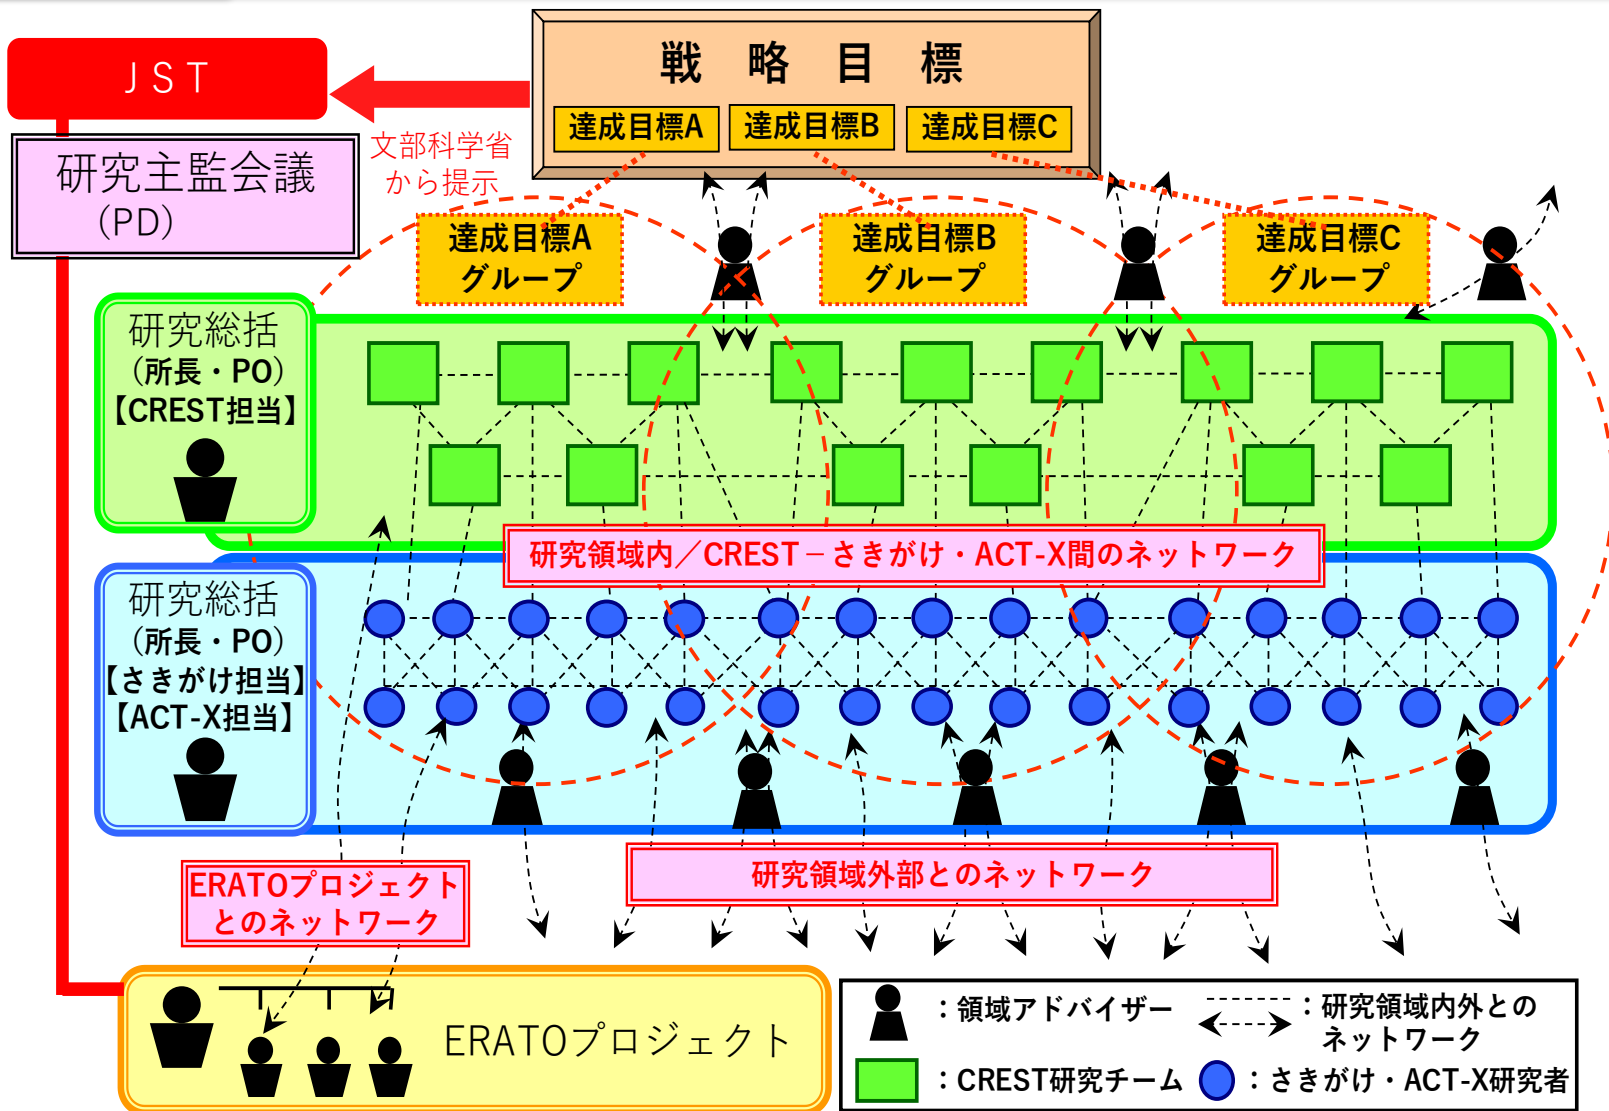 戦略目標
JST
達成目標A
達成目標B
達成目標C
文部科学省
から提示
研究主監会議
(PD)
達成目標A
グループ
達成目標B
グループ
達成目標C
グループ
研究総括
(所長・PO)
【CREST担当】
研究領域内／CREST－さきがけ・ACT-X間のネットワーク
研究総括
(所長・PO)
【さきがけ担当】
【ACT-X担当】
ERATOプロジェクト
とのネットワーク
研究領域外部とのネットワーク
ERATOプロジェクト
：領域アドバイザー
：研究領域内外との
ネットワーク
：CREST研究チーム
：さきがけ・ACT-X研究者